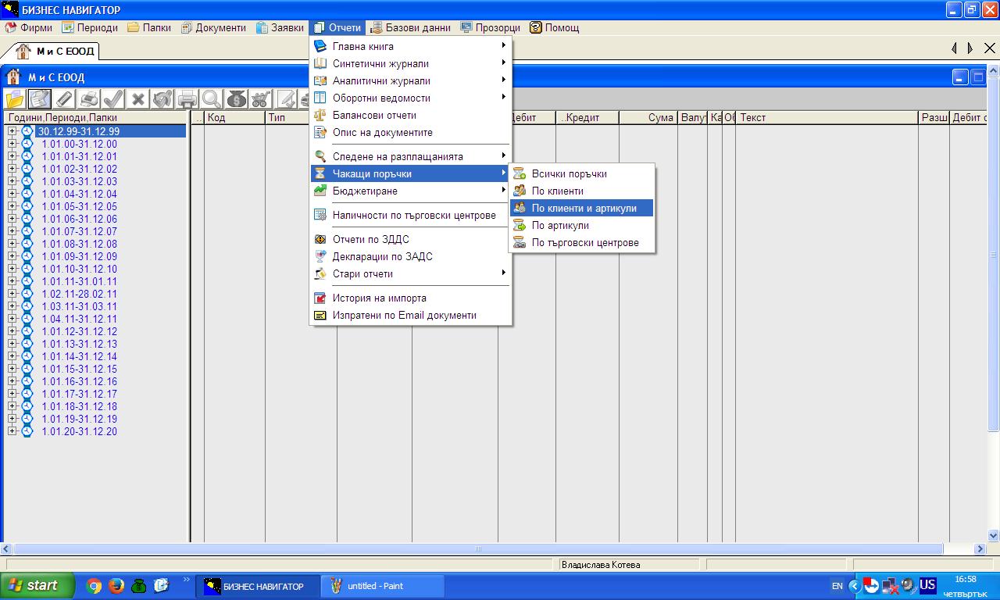 БИЗНЕС НАВИГАТОР
Фирми Периоди Папки Документи Заявки Отчети Базови данни Прозорци Помощ
М и С ЕООД
М и С ЕООД
Години,Периоди,Папки
.. Код Тип Дебит ..Кредит Сума Валут Ка Об Текст Разш Дебит о
30.12.99-31.12.99
1.01.00-31.12.00
1.01.01-31.12.01
1.01.02-31.12.02
1.01.03-31.12.03
1.01.04-31.12.04
1.01.05-31.12.05
1.01.06-31.12.06
1.01.07-31.12.07
1.01.08-31.12.08
1.01.09-31.12.09
1.01.10-31.12.10
1.01.11-31.01.11
1.02.11-28.02.11
1.03.11-31.03.11
1.04.11-31.12.11
1.01.12-31.12.12
1.01.13-31.12.13
1.01.14-31.12.14
1.01.15-31.12.15
1.01.16-31.12.16
1.01.17-31.12.17
1.01.18-31.12.18
1.01.19-31.12.19
1.01.20-31.12.20
Главна книга
Синтетични журнали
Аналитични журнали
Оборотни ведомости
Балансови отчети
Опис на документите
Следене на разплащанията
Чакащи поръчки
Бюджетиране
Наличности по търговски центрове
Отчети по ЗДДС
Декларации по ЗАДС
Стари отчети
История на импорта
Изпратени по Email документи
Всички поръчки
По клиенти
По клиенти и артикули
По артикули
По търговски центрове
Владислава Котева
start
БИЗНЕС НАВИГАТОР
untitled - Paint
EN
US
16:58
четвъртък